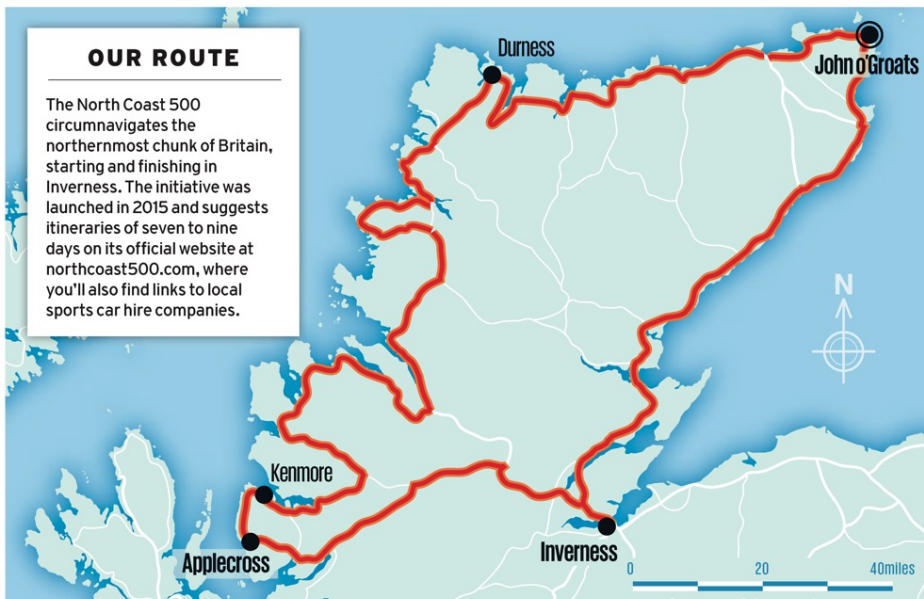 OUR ROUTE
The North Coast 500
circumnavigates the
northernmost chunk of Britain,
starting and finishing in
Inverness. The initiative was
launched in 2015 and suggests
itineraries of seven to nine
days on its official website at
northcoast500.com, where
you'll also find links to local
sports car hire companies.
Durness
John o'Groats
N
Kenmore
Applecross
Inverness
0 20 40miles